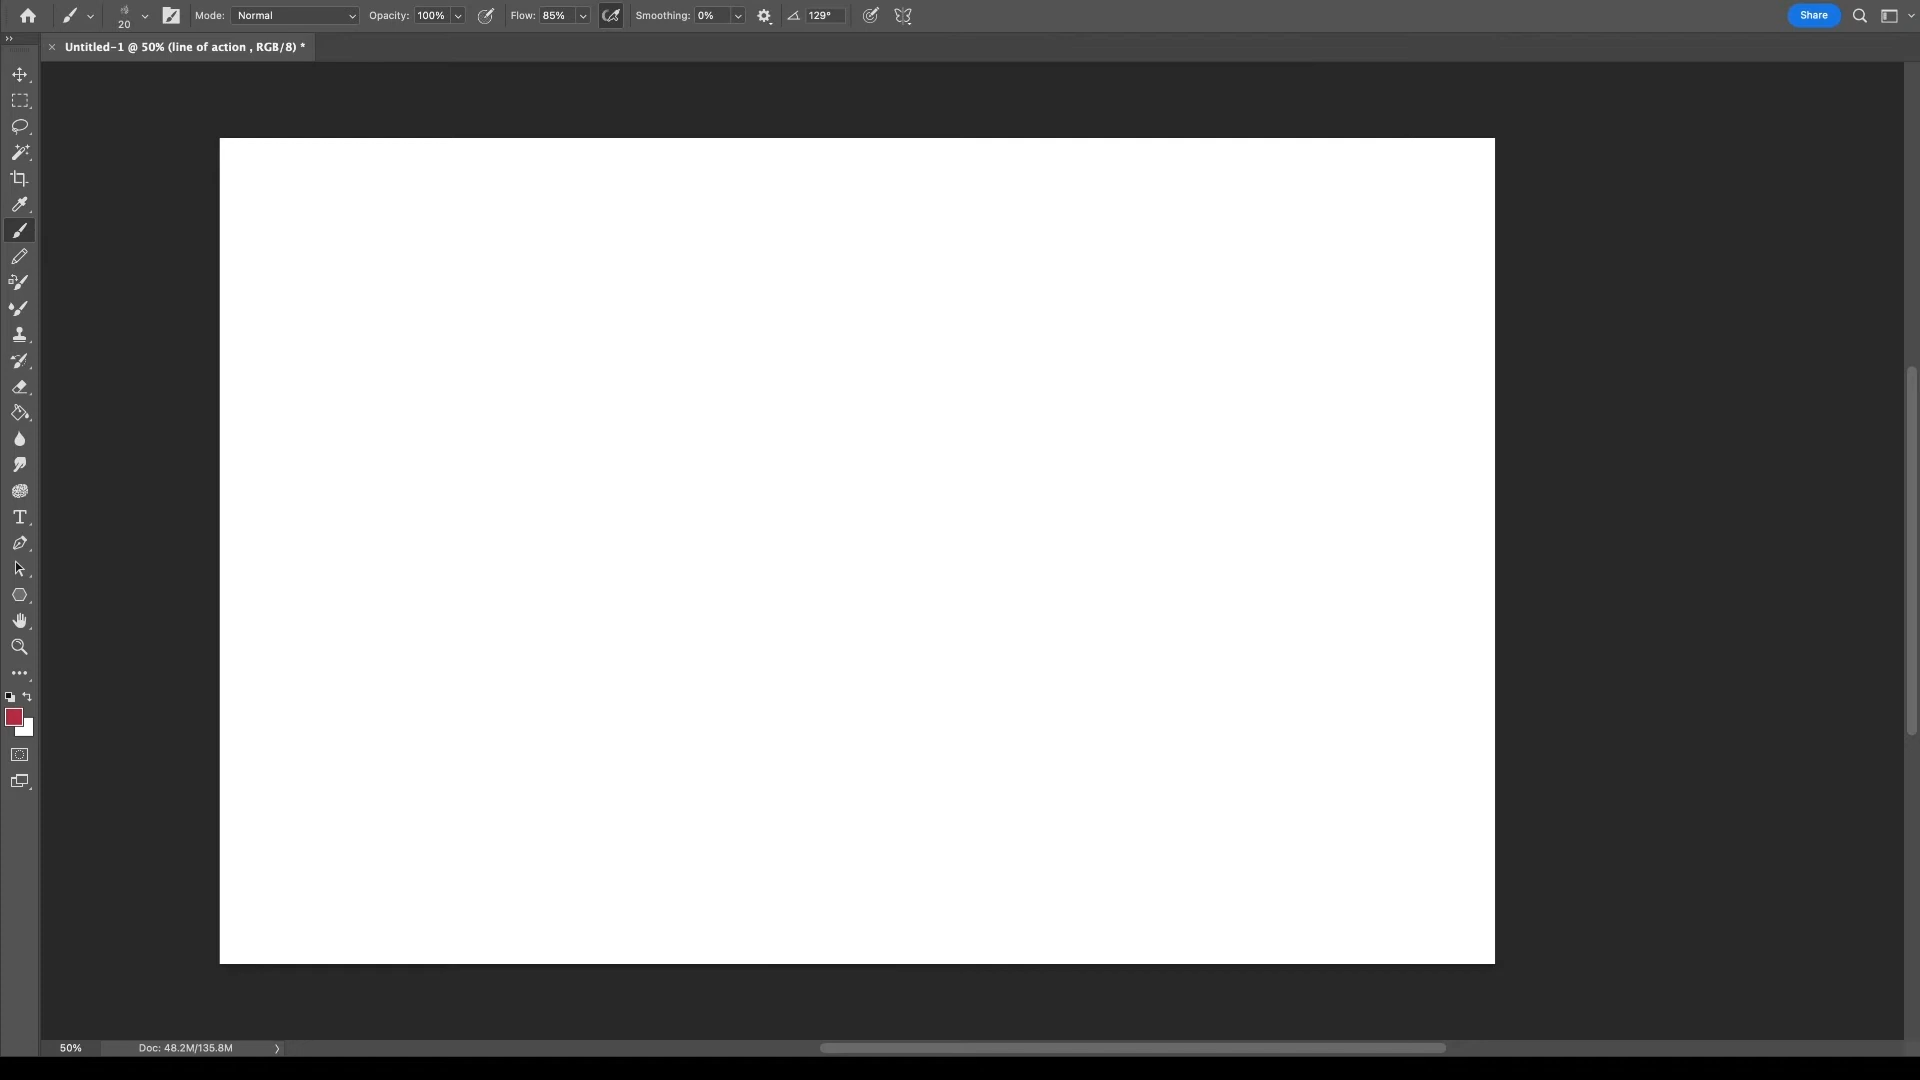 20
Mode: Normal Opacity: 100% Flow: 85% Smoothing: 0% 129° Share
Untitled-1 @ 50% (line of action , RGB/8) *
50% Doc: 48.2M/135.8M